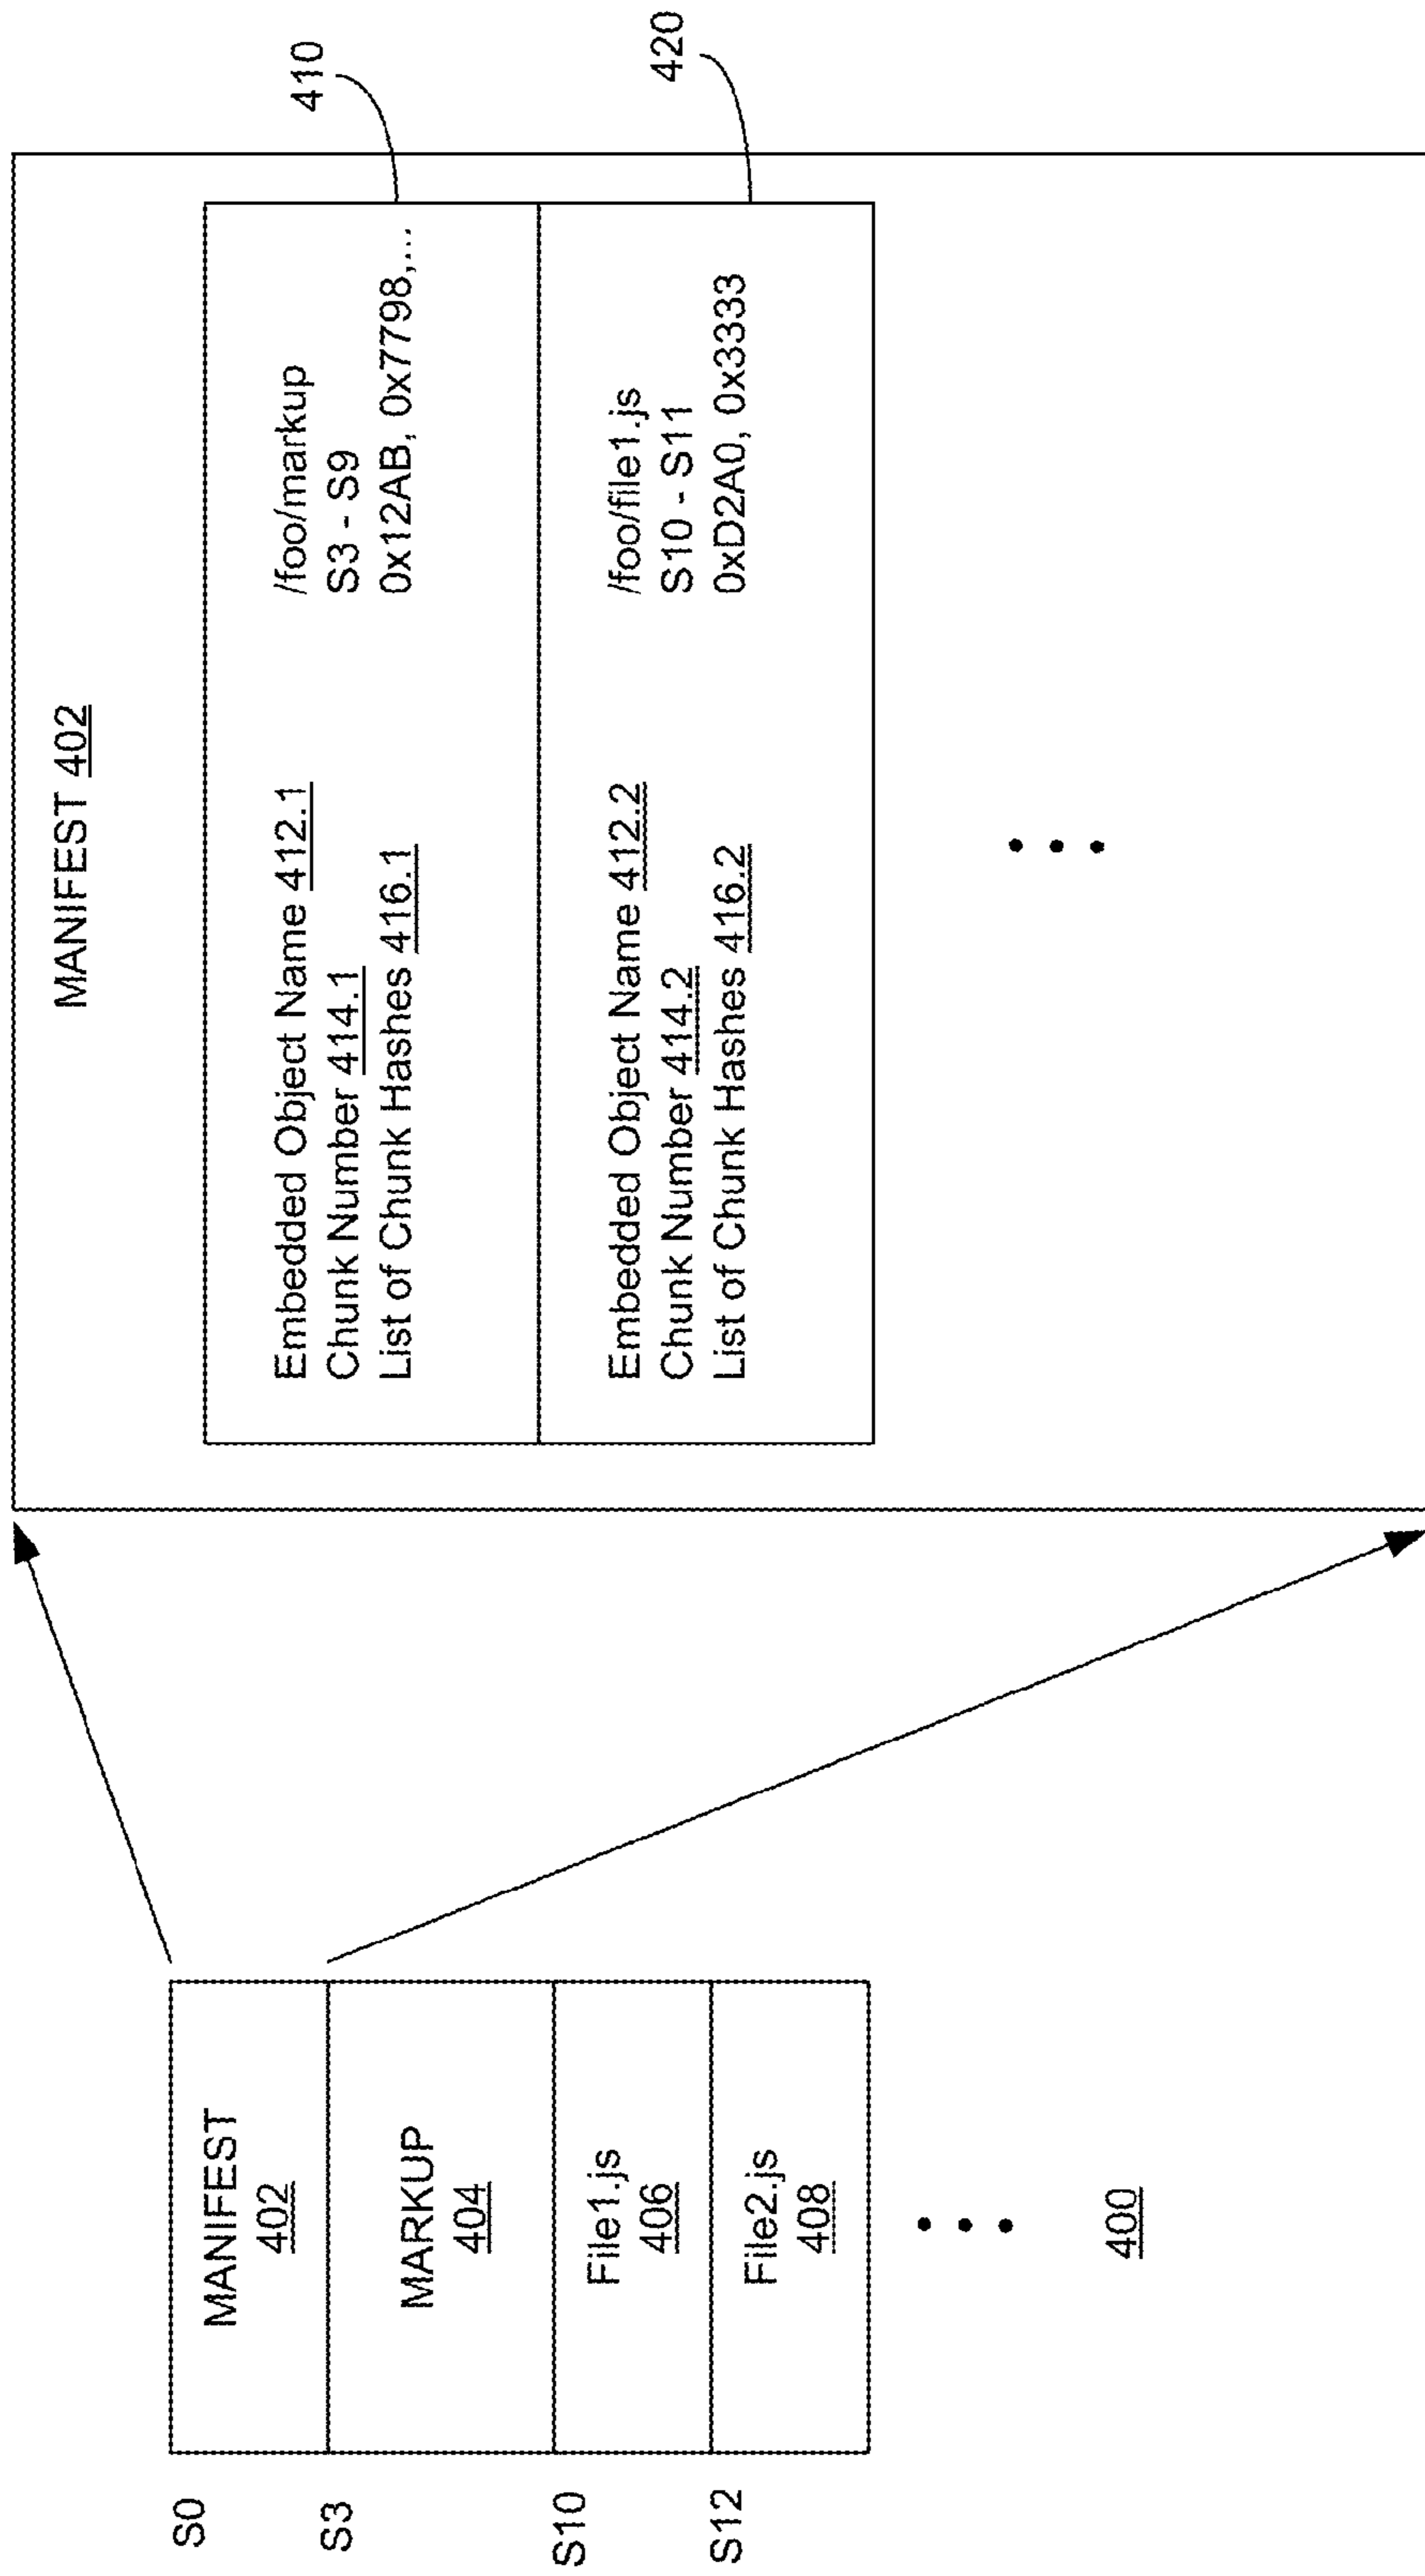 S0
MANIFEST
402
S3
MARKUP
404
S10
File1.js
406
S12
File2.js
408
400
MANIFEST 402
Embedded Object Name 412.1 /foo/markup
Chunk Number 414.1 S3 - S9
List of Chunk Hashes 416.1 0x12AB, 0x7798,...
410
Embedded Object Name 412.2 /foo/file1.js
Chunk Number 414.2 S10 - S11
List of Chunk Hashes 416.2 0xD2A0, 0x3333
420